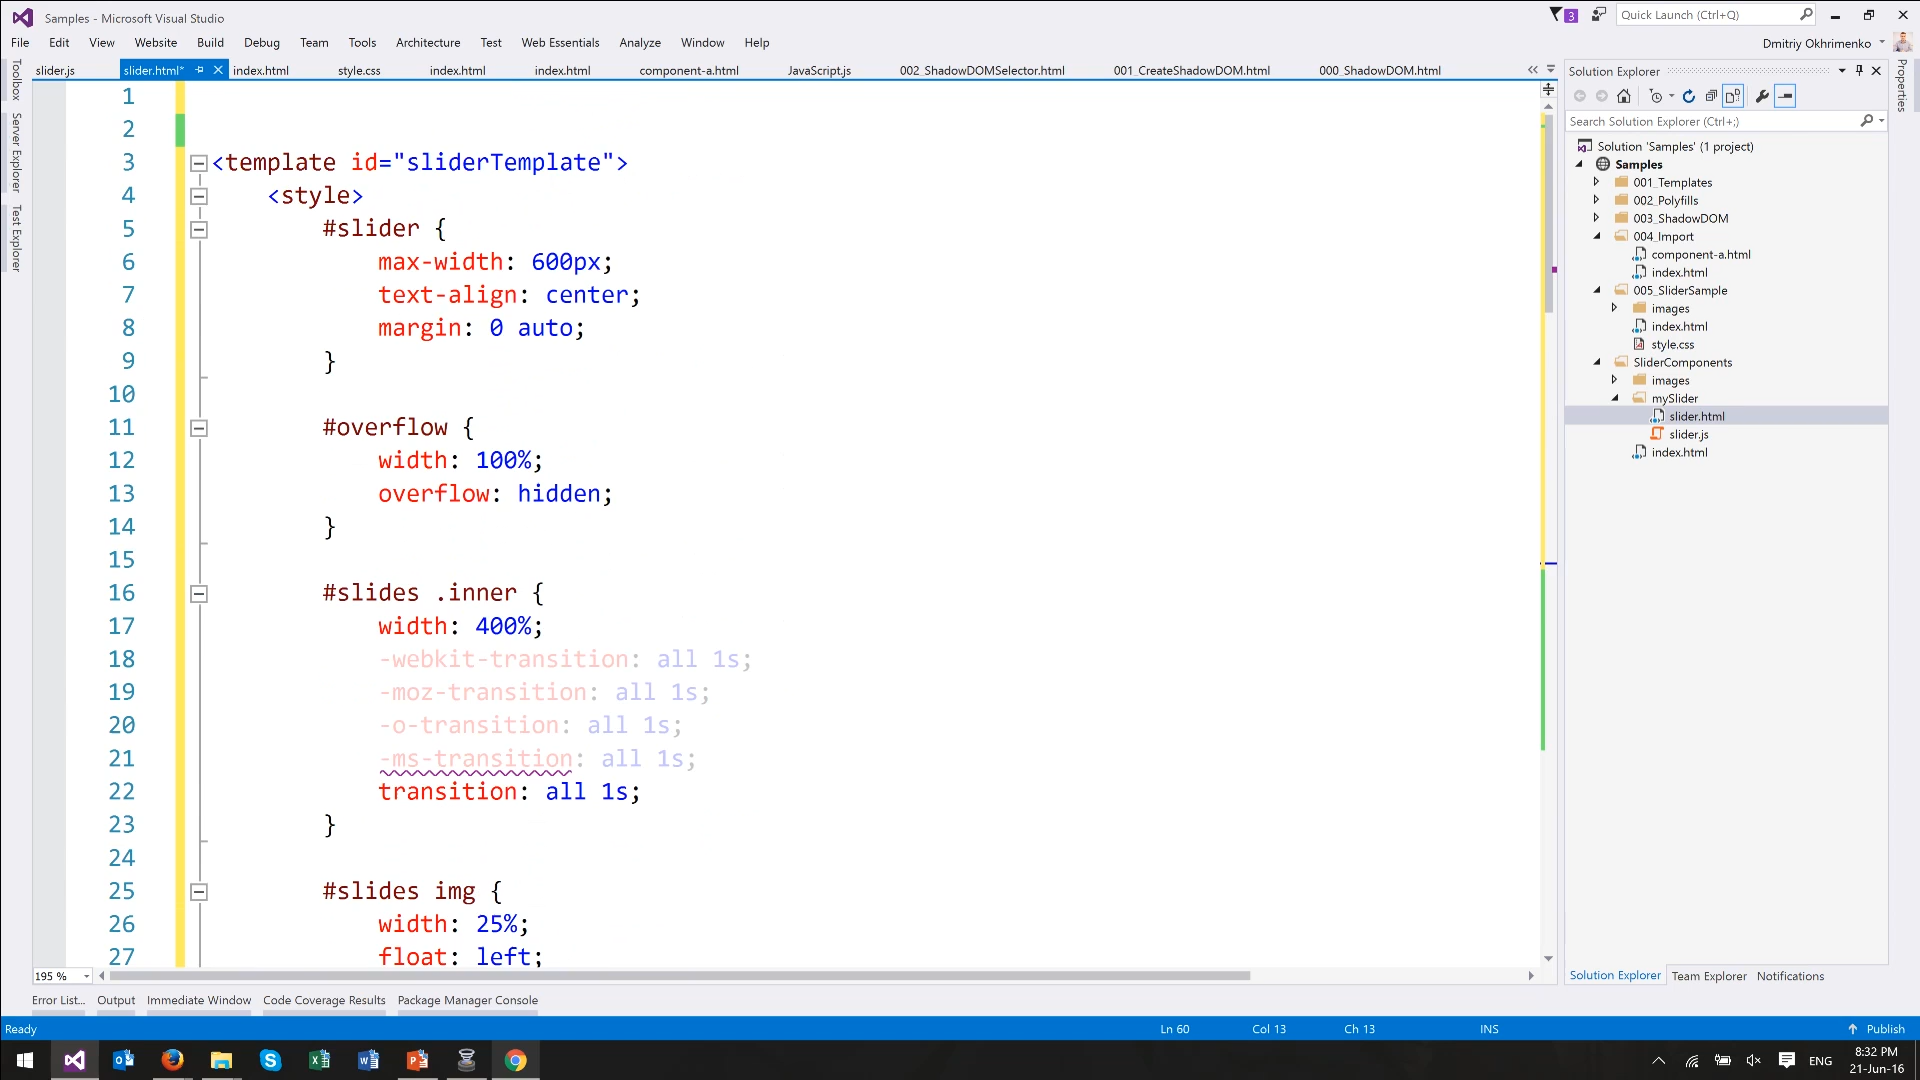 Samples - Microsoft Visual Studio
3
Quick Launch (Ctrl+Q)
File Edit View Website Build Debug Team Tools Architecture Test Web Essentials Analyze Window Help
Dmitriy Okhrimenko
slider.js slider.html* index.html style.css index.html index.html component-a.html JavaScript.js 002_ShadowDOMSelector.html 001_CreateShadowDOM.html 000_ShadowDOM.html
Toolbox
Server Explorer
Test Explorer
1
2
3 <template id="sliderTemplate">
4 <style>
5 #slider {
6 max-width: 600px;
7 text-align: center;
8 margin: 0 auto;
9 }
10
11 #overflow {
12 width: 100%;
13 overflow: hidden;
14 }
15
16 #slides .inner {
17 width: 400%;
18 -webkit-transition: all 1s;
19 -moz-transition: all 1s;
20 -o-transition: all 1s;
21 -ms-transition: all 1s;
22 transition: all 1s;
23 }
24
25 #slides img {
26 width: 25%;
27 float: left;
195 %
Solution Explorer
Search Solution Explorer (Ctrl+;)
Solution 'Samples' (1 project)
Samples
001_Templates
002_Polyfills
003_ShadowDOM
004_Import
component-a.html
index.html
005_SliderSample
images
index.html
style.css
SliderComponents
images
mySlider
slider.html
slider.js
index.html
Properties
Solution Explorer Team Explorer Notifications
Error List... Output Immediate Window Code Coverage Results Package Manager Console
Ready Ln 60 Col 13 Ch 13 INS Publish
ENG
8:32 PM
21-Jun-16